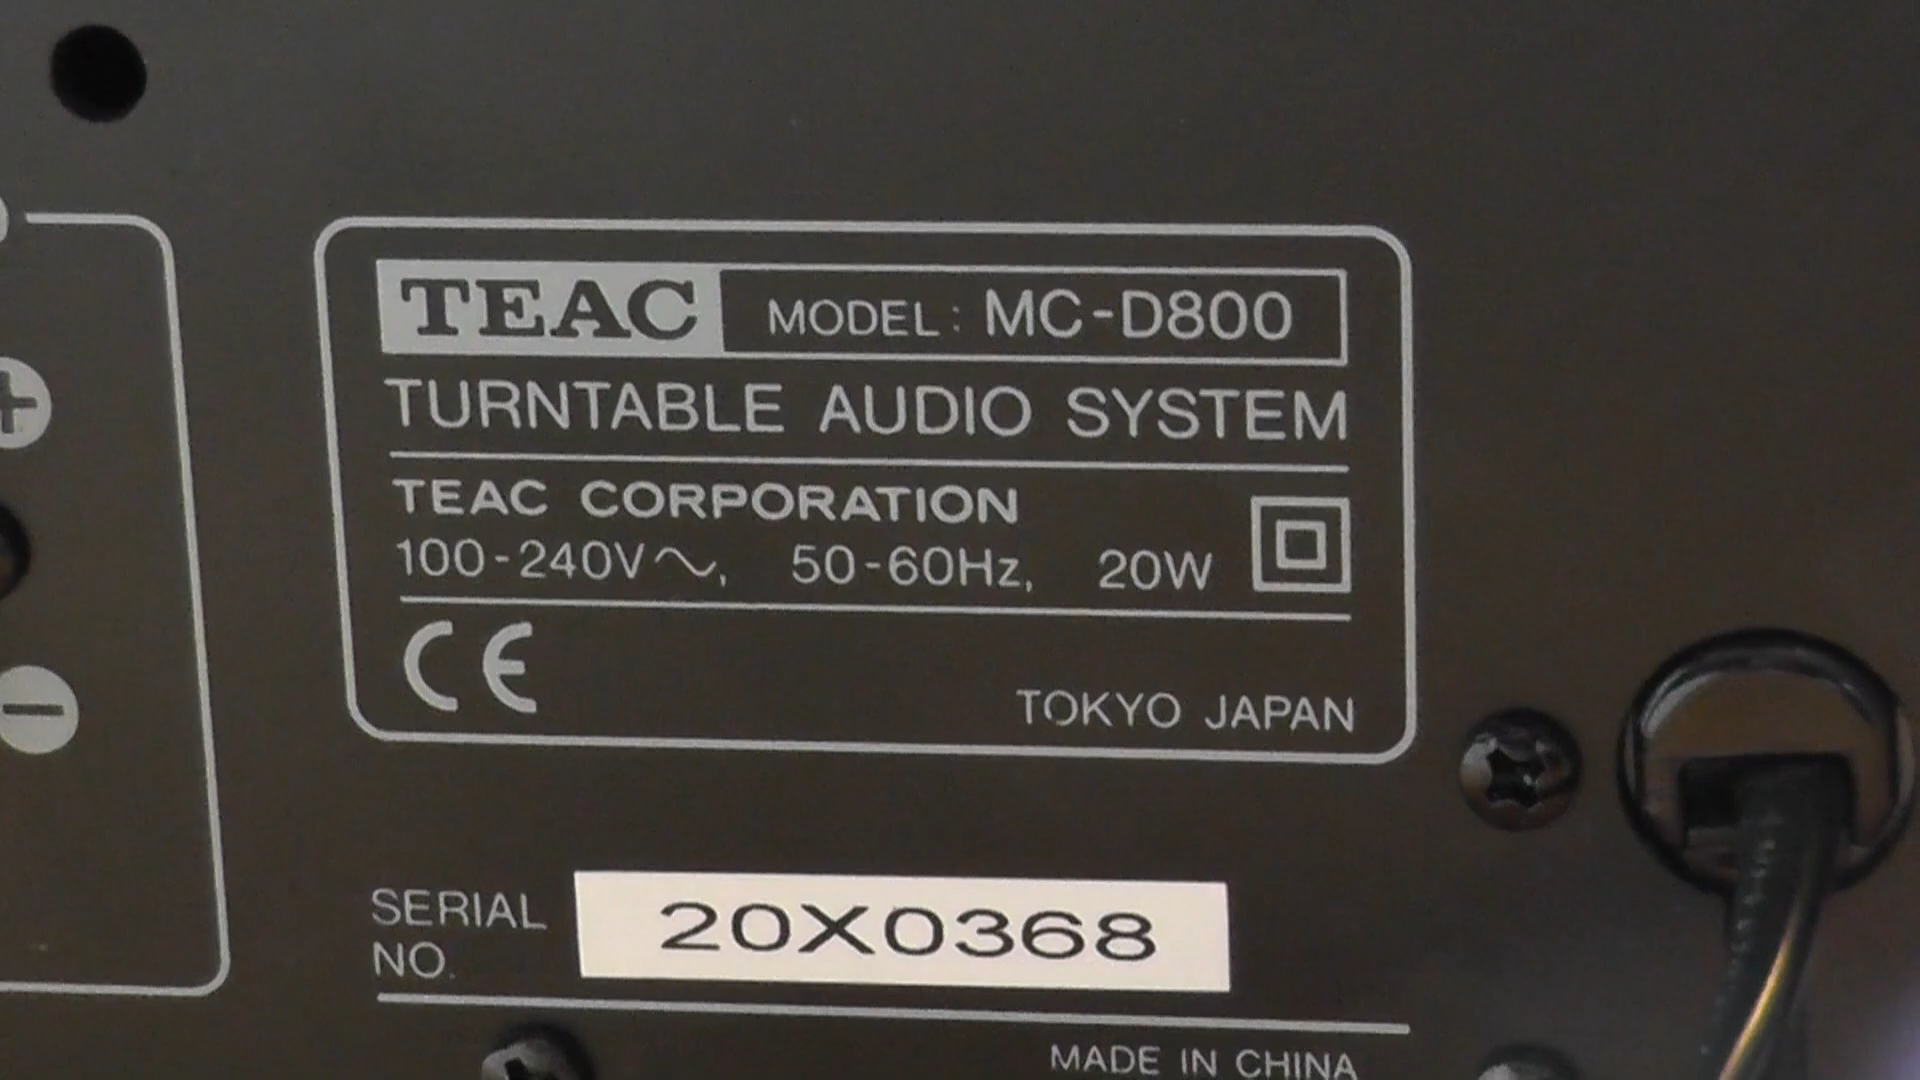 TEAC MODEL: MC-D800
TURNTABLE AUDIO SYSTEM
TEAC CORPORATION
100-240V～, 50-60Hz, 20W
CE
TOKYO JAPAN
SERIAL NO. 20X0368
MADE IN CHINA